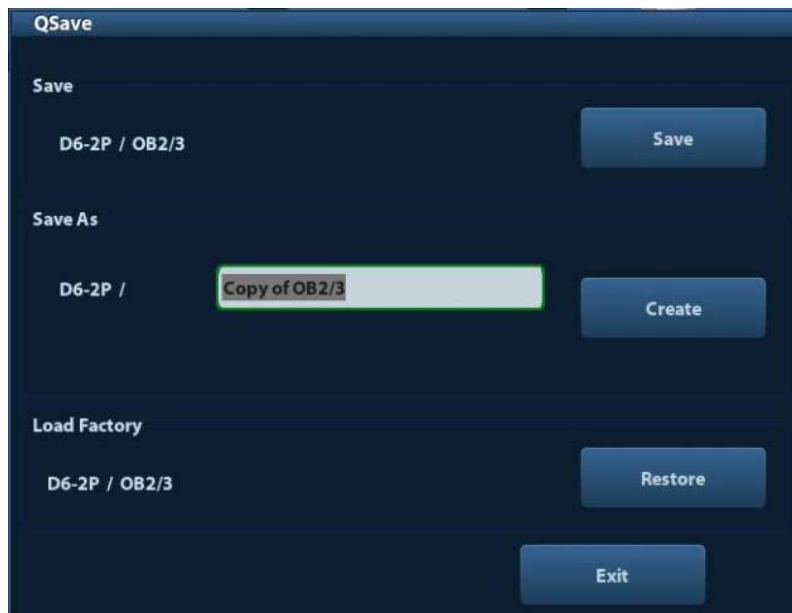 QSave
Save
D6-2P / OB2/3
Save
Save As
D6-2P /
Copy of OB2/3
Create
Load Factory
D6-2P / OB2/3
Restore
Exit